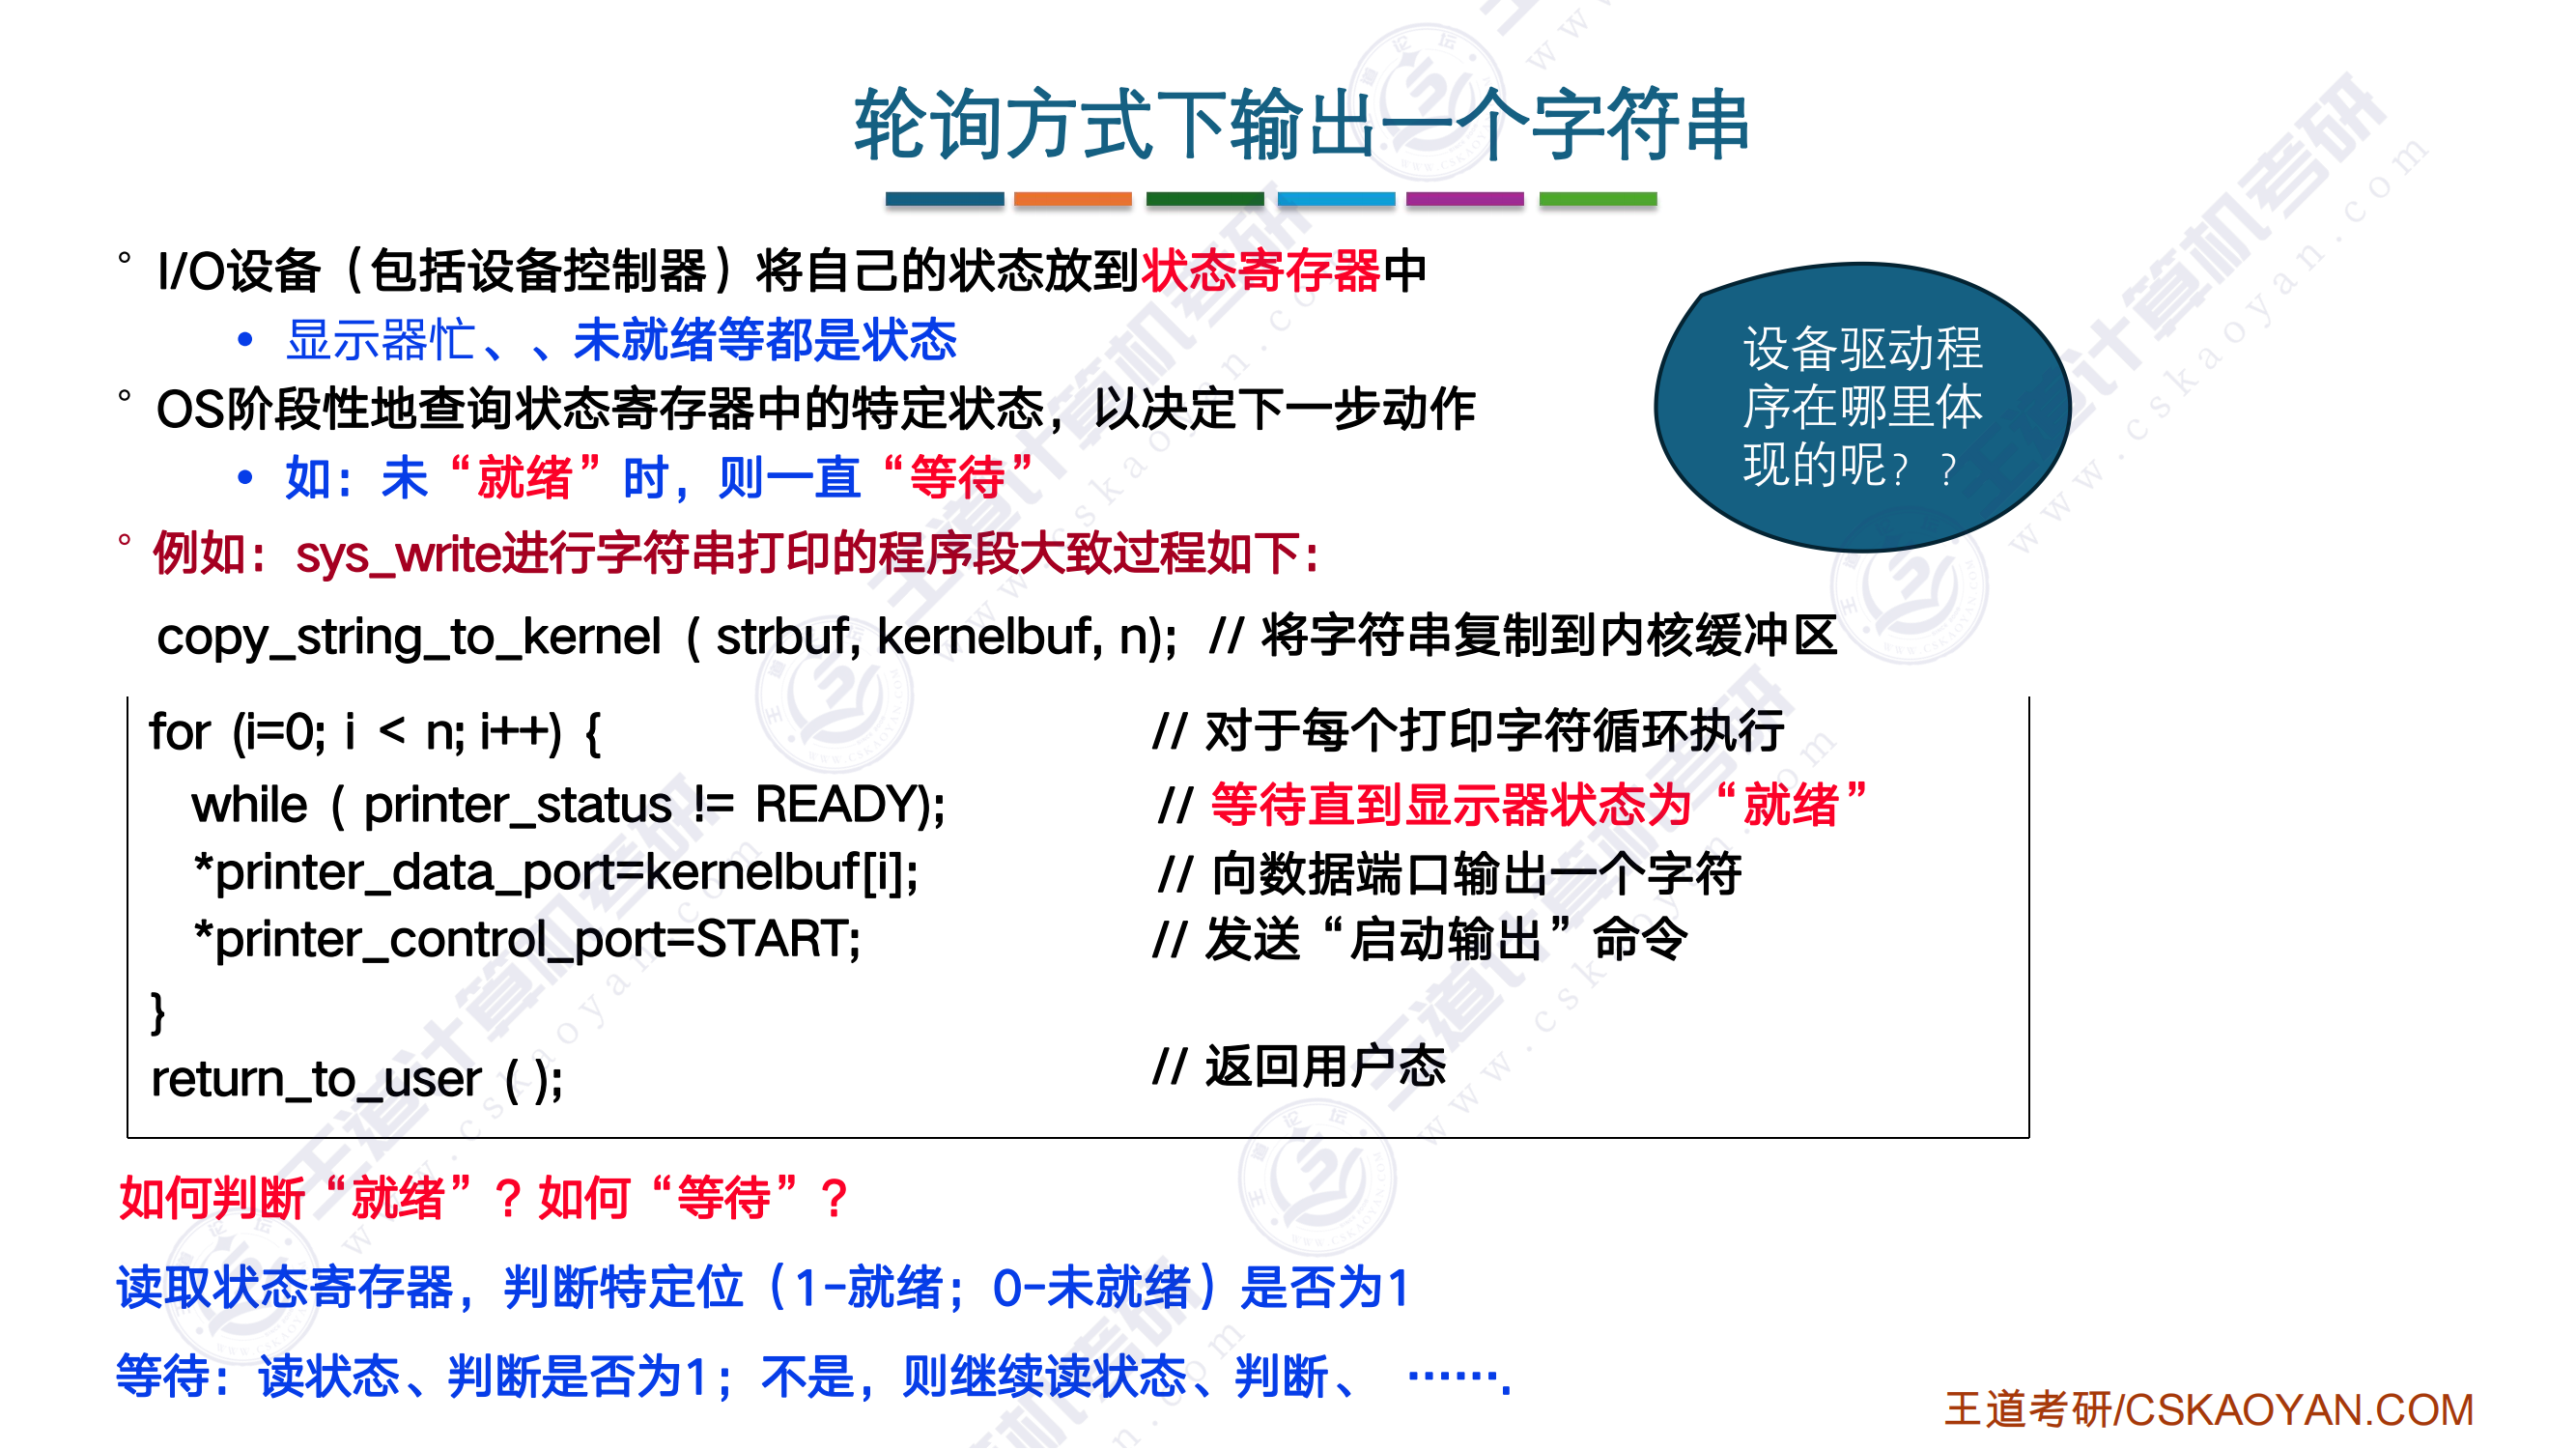 轮询方式下输出一个字符串
° I/O设备（包括设备控制器）将自己的状态放到状态寄存器中
• 显示器忙、、未就绪等都是状态
° OS阶段性地查询状态寄存器中的特定状态，以决定下一步动作
• 如：未“就绪”时，则一直“等待”
设备驱动程
序在哪里体
现的呢？？
° 例如：sys_write进行字符串打印的程序段大致过程如下：
copy_string_to_kernel ( strbuf, kernelbuf, n); // 将字符串复制到内核缓冲区
for (i=0; i < n; i++) { // 对于每个打印字符循环执行
while ( printer_status != READY); // 等待直到显示器状态为“就绪”
*printer_data_port=kernelbuf[i]; // 向数据端口输出一个字符
*printer_control_port=START; // 发送“启动输出”命令
}
return_to_user ( ); // 返回用户态
如何判断“就绪”？如何“等待”？
读取状态寄存器，判断特定位（1-就绪；0-未就绪）是否为1
等待：读状态、判断是否为1；不是，则继续读状态、判断、 …….
王道考研/CSKAOYAN.COM
王道计算机考研
www.cskaoyan.com